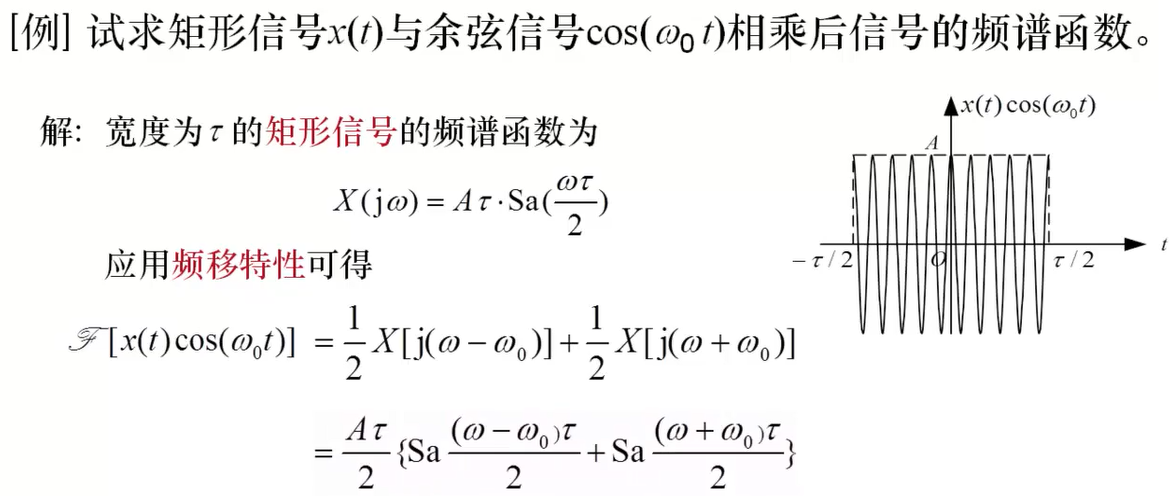 [例] 试求矩形信号x(t)与余弦信号cos(ω₀ t)相乘后信号的频谱函数。
解: 宽度为τ的矩形信号的频谱函数为
X(jω) = Aτ·Sa(ωτ/2)
应用频移特性可得
ℱ[x(t)cos(ω₀t)] = 1/2 X[j(ω − ω₀)] + 1/2 X[j(ω + ω₀)]
= Aτ/2 {Sa (ω − ω₀)τ/2 + Sa (ω + ω₀)τ/2}
x(t)cos(ω₀t)
A
−τ/2
O
τ/2
t